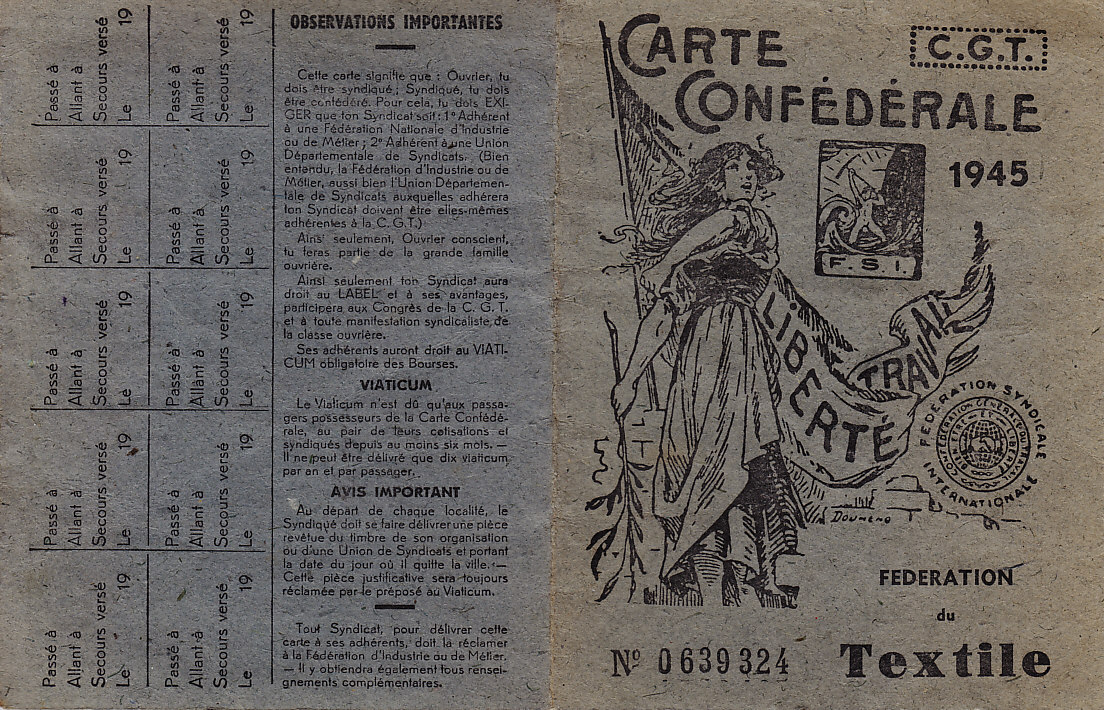 Passé à
Allant à
Secours versé
Le 19
Passé à
Allant à
Secours versé
Le 19
Passé à
Allant à
Secours versé
Le 19
Passé à
Allant à
Secours versé
Le 19
Passé à
Allant à
Secours versé
Le 19
Passé à
Allant à
Secours versé
Le 19
Passé à
Allant à
Secours versé
Le 19
Passé à
Allant à
Secours versé
Le 19
Passé à
Allant à
Secours versé
Le 19
Passé à
Allant à
Secours versé
Le 19
OBSERVATIONS IMPORTANTES
Cette carte signifie que : Ouvrier, tu
dois être syndiqué ; Syndiqué, tu dois
être confédéré. Pour cela, tu dois EXI-
GER que ton Syndicat soit : 1° Adhérent
à une Fédération Nationale d'Industrie
ou de Métier ; 2° Adhérent à une Union
Départementale de Syndicats. (Bien
entendu, la Fédération d'Industrie ou de
Métier, aussi bien l'Union Départemen-
tale de Syndicats auxquelles adhérera
ton Syndicat doivent être elles-mêmes
adhérentes à la C. G. T.)
Ainsi seulement, Ouvrier conscient,
tu feras partie de la grande famille
ouvrière.
Ainsi seulement ton Syndicat aura
droit au LABEL et à ses avantages,
participera aux Congrès de la C. G. T.
et à toute manifestation syndicaliste de
la classe ouvrière.
Ses adhérents auront droit au VIATI-
CUM obligatoire des Bourses.
VIATICUM
Le Viaticum n'est dû qu'aux passa-
gers possesseurs de la Carte Confédé-
rale, au pair de leurs cotisations et
syndiqués depuis au moins six mois. —
Il ne peut être délivré que dix viaticum
par an et par passager.
AVIS IMPORTANT
Au départ de chaque localité, le
Syndiqué doit se faire délivrer une pièce
revêtue du timbre de son organisation
ou d'une Union de Syndicats et portant
la date du jour où il quitte la ville. —
Cette pièce justificative sera toujours
réclamée par le préposé au Viaticum.
Tout Syndicat, pour délivrer cette
carte à ses adhérents, doit la réclamer
à la Fédération d'Industrie ou de Métier.
— Il y obtiendra également tous rensei-
gnements complémentaires.
CARTE
CONFÉDÉRALE
C.G.T.
1945
F.S.I.
LIBERTÉ
TRAVAIL
FÉDÉRATION SYNDICALE
INTERNATIONALE
CONFÉDÉRATION GÉNÉRALE DU TRAVAIL
BIEN-ÊTRE ET LIBERTÉ
DOUMENQ
FEDERATION
du
Textile
Nº 0639324